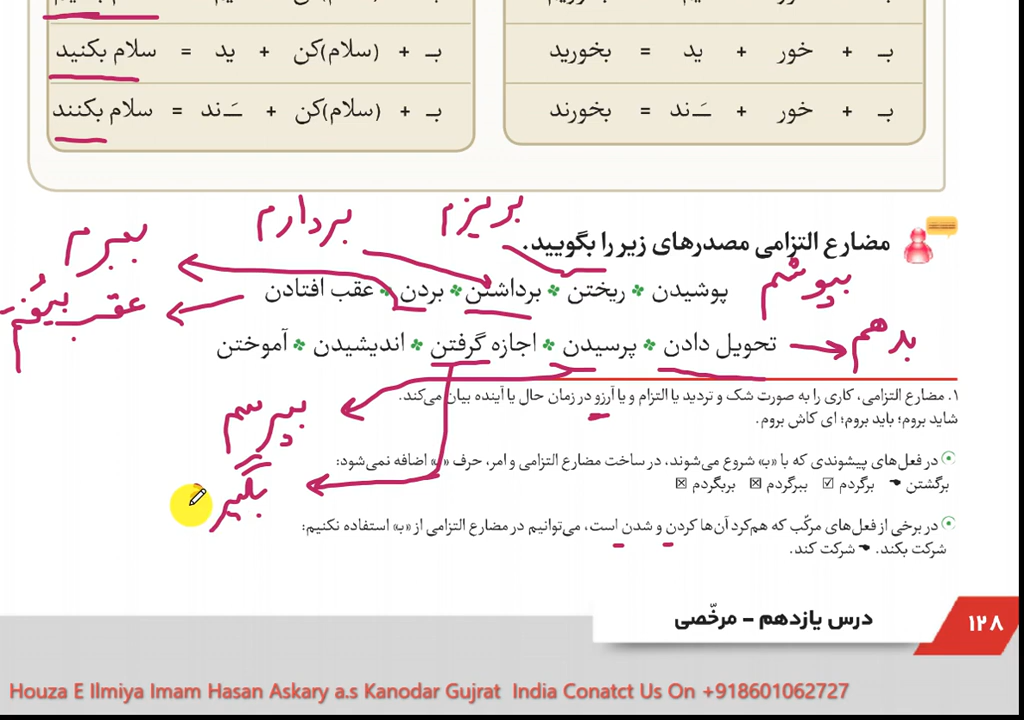 بـ + خور + ید = بخورید
بـ + (سلام)کن + ید = سلام بکنید
بـ + خور + ـَـ ند = بخورند
بـ + (سلام)کن + ـَـ ند = سلام بکنند
بریزم
بردارم
ببرم
مضارع التزامی مصدرهای زیر را بگویید.
بپوشم
پوشیدن ریختن برداشتن بردن عقب افتادن
بدهم
تحویل دادن پرسیدن اجازه گرفتن اندیشیدن آموختن
۱. مضارع التزامی، کاری را به صورت شک و تردید یا التزام و یا آرزو در زمان حال یا آینده بیان می‌کند.
شاید بروم؛ باید بروم؛ ای کاش بروم.
بپرسم
در فعل‌های پیشوندی که با «ب» شروع می‌شوند، در ساخت مضارع التزامی و امر، حرف «ب» اضافه نمی‌شود:
برگشتن برگردم ☑ ببرگردم ☒ بربگردم ☒
در برخی از فعل‌های مرکّب که هم‌کرد آن‌ها کردن و شدن است، می‌توانیم در مضارع التزامی از «ب» استفاده نکنیم:
شرکت بکند. شرکت کند.
درس یازدهم - مرخّصی
۱۲۸
Houza E Ilmiya Imam Hasan Askary a.s Kanodar Gujrat India Conatct Us On +918601062727